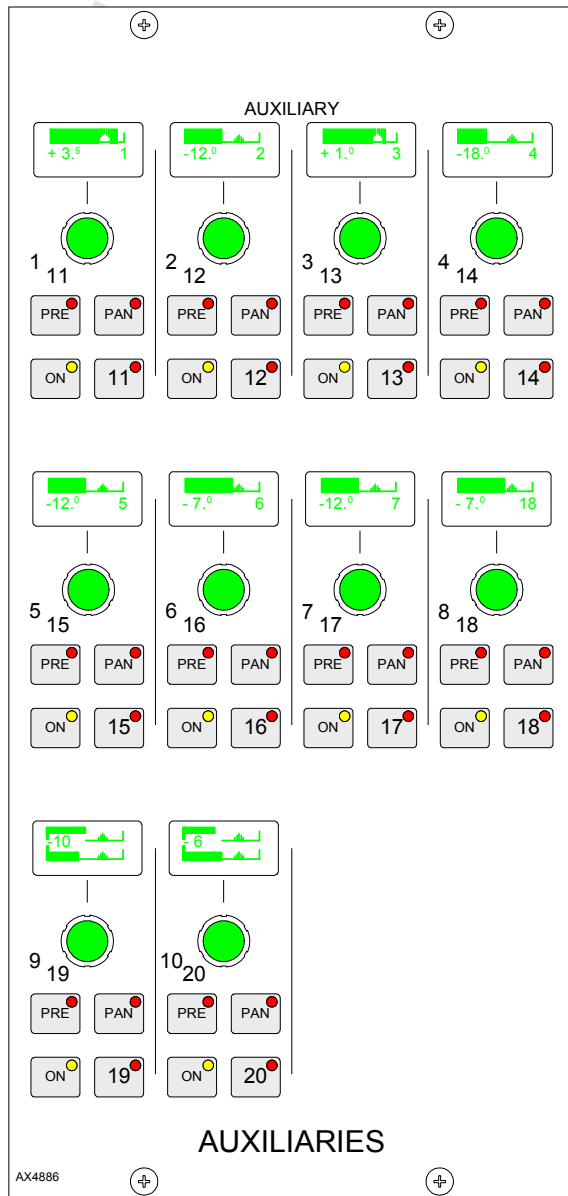 AUXILIARY
+ 3.⁵ 1 -12.⁰ 2 + 1.⁰ 3 -18.⁰ 4
1 11 2 12 3 13 4 14
PRE PAN PRE PAN PRE PAN PRE PAN
ON 11 ON 12 ON 13 ON 14
-12.⁰ 5 - 7.⁰ 6 -12.⁰ 7 - 7.⁰ 18
5 15 6 16 7 17 8 18
PRE PAN PRE PAN PRE PAN PRE PAN
ON 15 ON 16 ON 17 ON 18
-10 - 6
9 19 10 20
PRE PAN PRE PAN
ON 19 ON 20
AUXILIARIES
AX4886